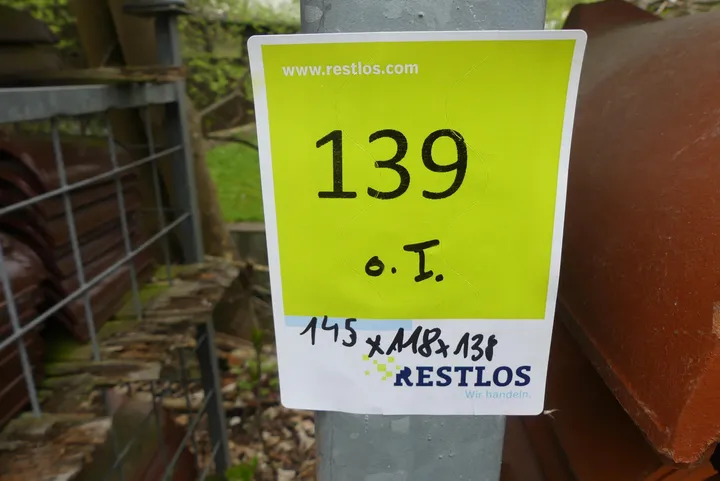 www.restlos.com
139
o. I.
145 x 118 x 138
RESTLOS
Wir handeln.